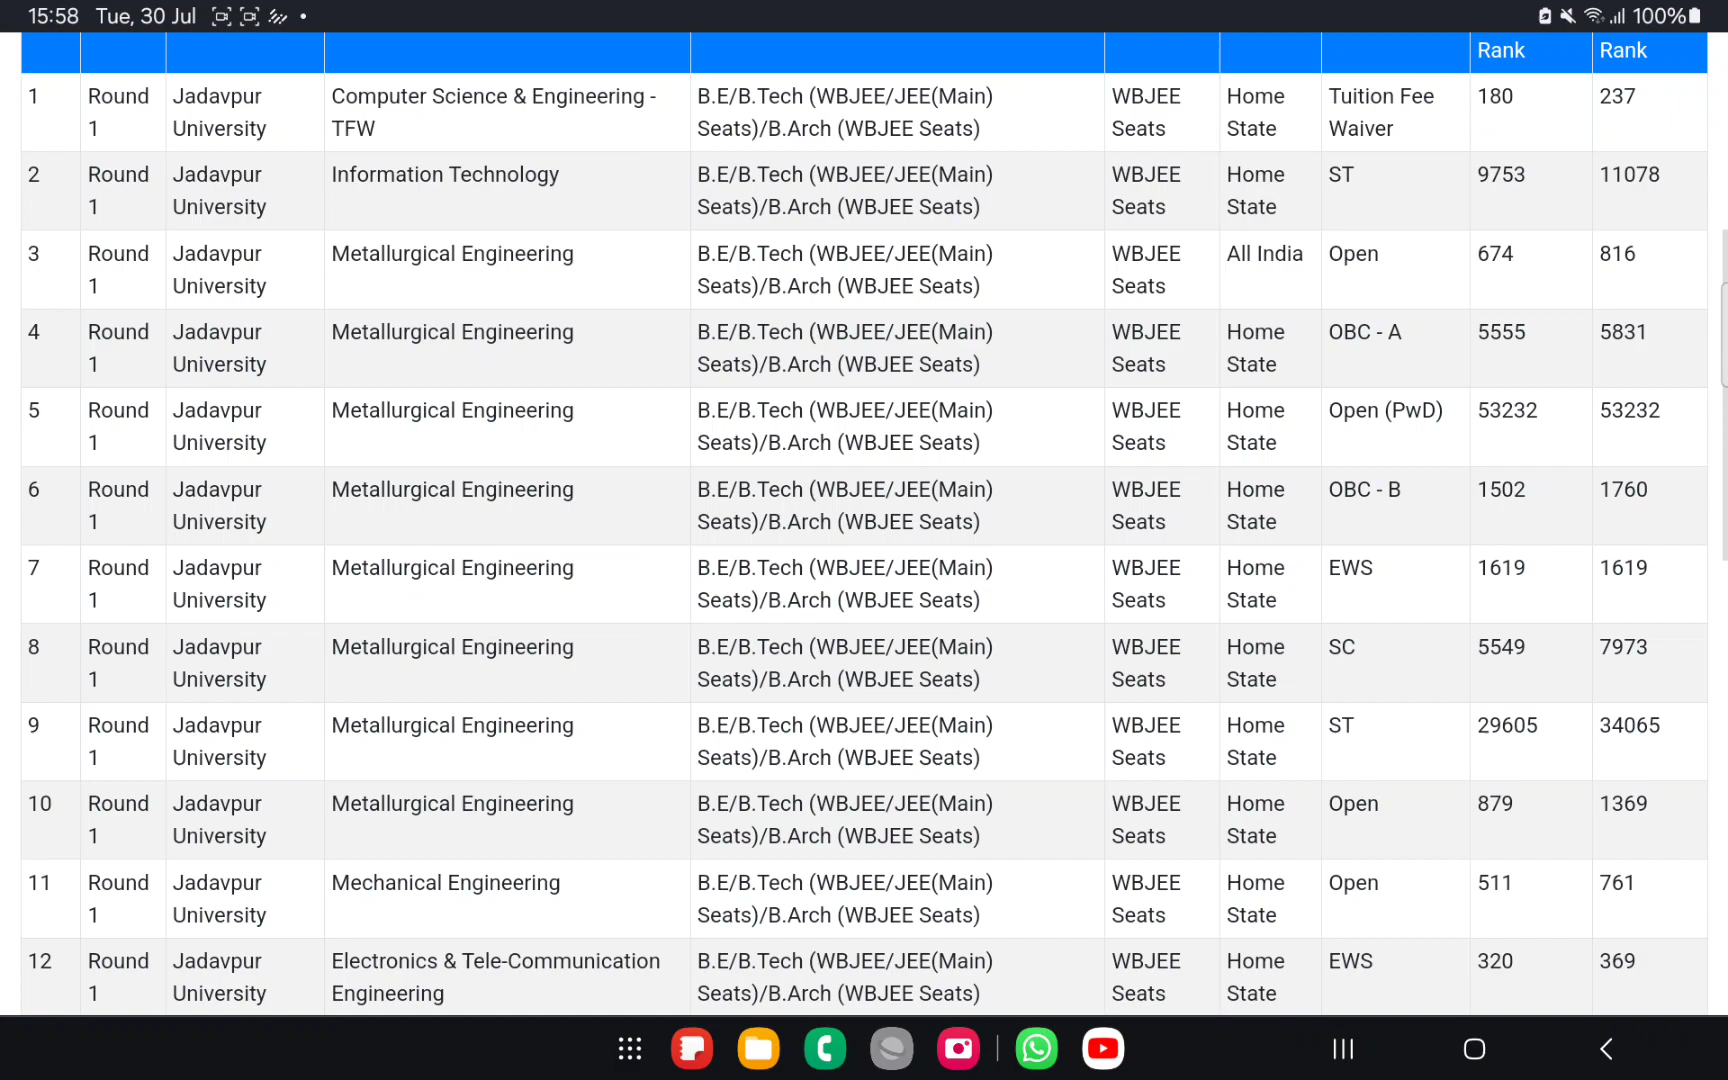 15:58 Tue, 30 Jul 100%
Rank Rank
1 Round Jadavpur Computer Science & Engineering - B.E/B.Tech (WBJEE/JEE(Main) WBJEE Home Tuition Fee 180 237
1 University TFW Seats)/B.Arch (WBJEE Seats) Seats State Waiver
2 Round Jadavpur Information Technology B.E/B.Tech (WBJEE/JEE(Main) WBJEE Home ST 9753 11078
1 University Seats)/B.Arch (WBJEE Seats) Seats State
3 Round Jadavpur Metallurgical Engineering B.E/B.Tech (WBJEE/JEE(Main) WBJEE All India Open 674 816
1 University Seats)/B.Arch (WBJEE Seats) Seats
4 Round Jadavpur Metallurgical Engineering B.E/B.Tech (WBJEE/JEE(Main) WBJEE Home OBC - A 5555 5831
1 University Seats)/B.Arch (WBJEE Seats) Seats State
5 Round Jadavpur Metallurgical Engineering B.E/B.Tech (WBJEE/JEE(Main) WBJEE Home Open (PwD) 53232 53232
1 University Seats)/B.Arch (WBJEE Seats) Seats State
6 Round Jadavpur Metallurgical Engineering B.E/B.Tech (WBJEE/JEE(Main) WBJEE Home OBC - B 1502 1760
1 University Seats)/B.Arch (WBJEE Seats) Seats State
7 Round Jadavpur Metallurgical Engineering B.E/B.Tech (WBJEE/JEE(Main) WBJEE Home EWS 1619 1619
1 University Seats)/B.Arch (WBJEE Seats) Seats State
8 Round Jadavpur Metallurgical Engineering B.E/B.Tech (WBJEE/JEE(Main) WBJEE Home SC 5549 7973
1 University Seats)/B.Arch (WBJEE Seats) Seats State
9 Round Jadavpur Metallurgical Engineering B.E/B.Tech (WBJEE/JEE(Main) WBJEE Home ST 29605 34065
1 University Seats)/B.Arch (WBJEE Seats) Seats State
10 Round Jadavpur Metallurgical Engineering B.E/B.Tech (WBJEE/JEE(Main) WBJEE Home Open 879 1369
1 University Seats)/B.Arch (WBJEE Seats) Seats State
11 Round Jadavpur Mechanical Engineering B.E/B.Tech (WBJEE/JEE(Main) WBJEE Home Open 511 761
1 University Seats)/B.Arch (WBJEE Seats) Seats State
12 Round Jadavpur Electronics & Tele-Communication B.E/B.Tech (WBJEE/JEE(Main) WBJEE Home EWS 320 369
1 University Engineering Seats)/B.Arch (WBJEE Seats) Seats State